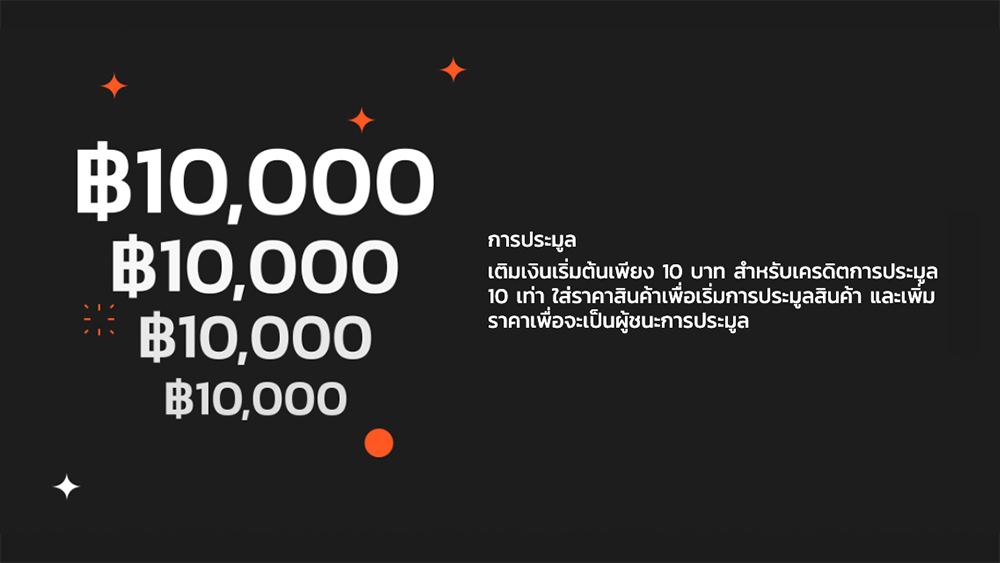 ฿10,000
฿10,000
฿10,000
฿10,000
การประมูล
เติมเงินเริ่มต้นเพียง 10 บาท สำหรับเครดิตการประมูล
10 เท่า ใส่ราคาสินค้าเพื่อเริ่มการประมูลสินค้า และเพิ่ม
ราคาเพื่อจะเป็นผู้ชนะการประมูล